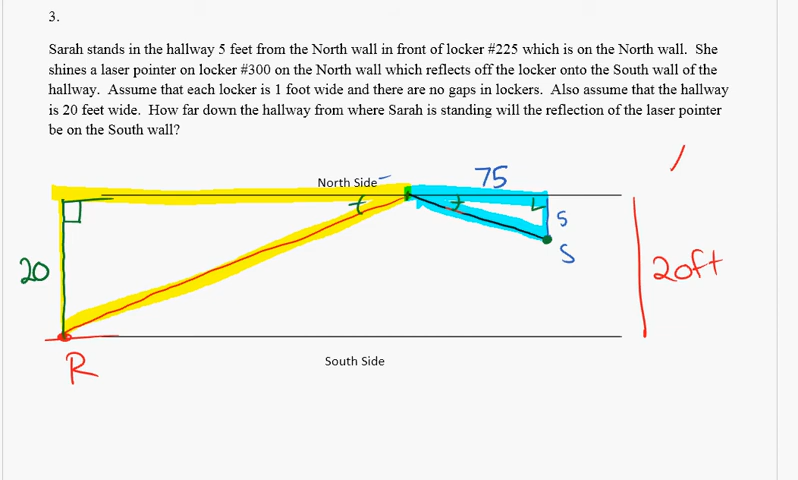 3.
Sarah stands in the hallway 5 feet from the North wall in front of locker #225 which is on the North wall. She
shines a laser pointer on locker #300 on the North wall which reflects off the locker onto the South wall of the
hallway. Assume that each locker is 1 foot wide and there are no gaps in lockers. Also assume that the hallway
is 20 feet wide. How far down the hallway from where Sarah is standing will the reflection of the laser pointer
be on the South wall?
North Side
75
5
S
20
20ft
R
South Side